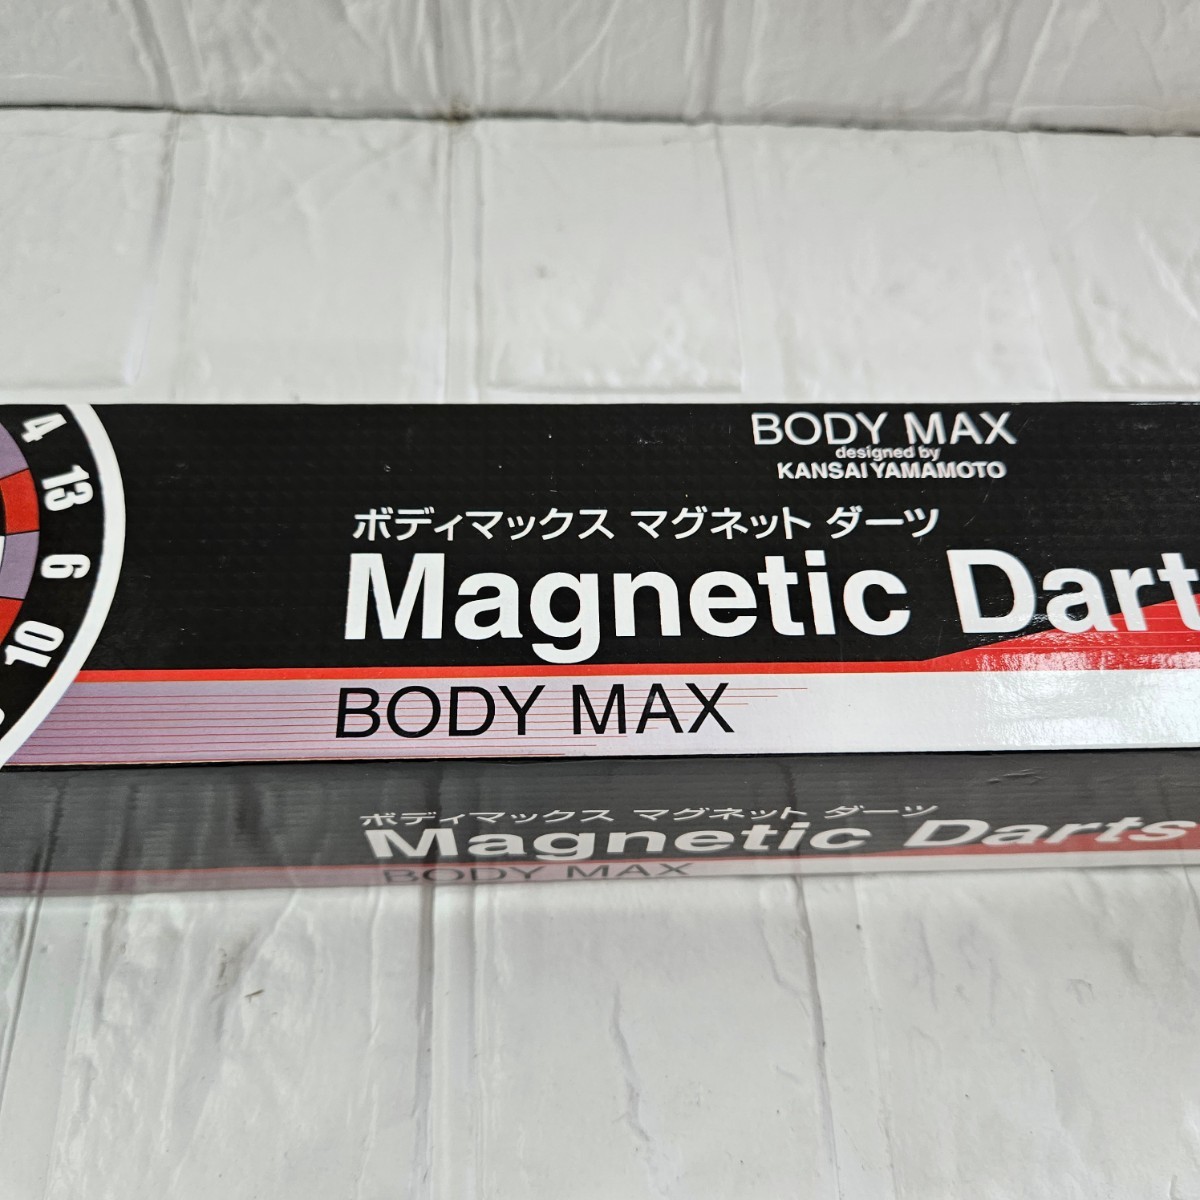 BODY MAX
designed by
KANSAI YAMAMOTO
ボディマックス マグネット ダーツ
Magnetic Dart
BODY MAX
4
13
6
10
ボディマックス マグネット ダーツ
Magnetic Darts
BODY MAX